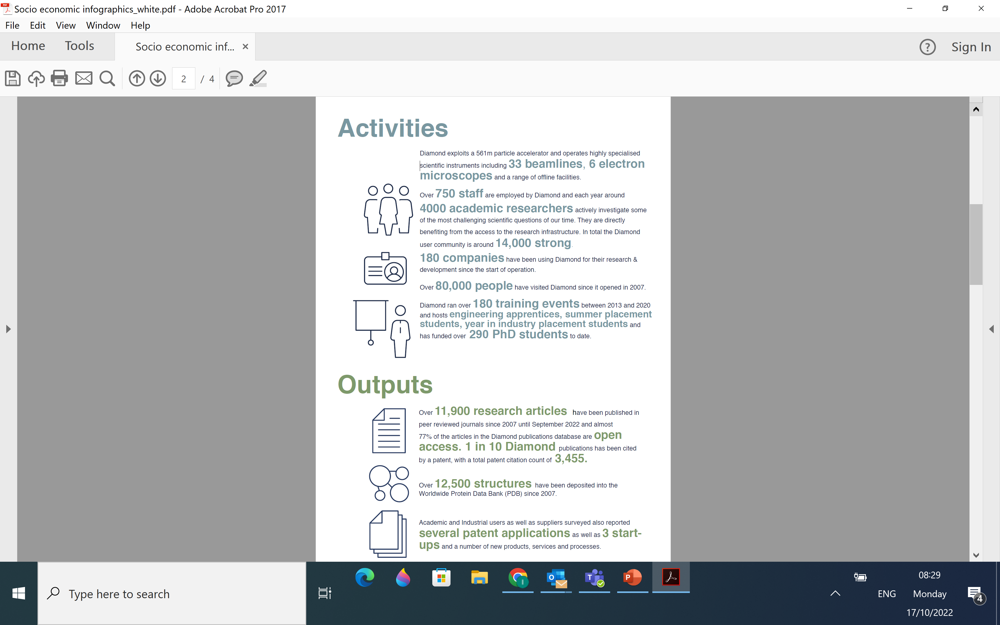 PDF
Socio economic infographics_white.pdf - Adobe Acrobat Pro 2017
File Edit View Window Help
Home Tools Socio economic inf... × ? Sign In
2 / 4
Activities
Diamond exploits a 561m particle accelerator and operates highly specialised
scientific instruments including 33 beamlines, 6 electron
microscopes and a range of offline facilities.
Over 750 staff are employed by Diamond and each year around
4000 academic researchers actively investigate some
of the most challenging scientific questions of our time. They are directly
benefiting from the access to the research infrastructure. In total the Diamond
user community is around 14,000 strong.
180 companies have been using Diamond for their research &
development since the start of operation.
Over 80,000 people have visited Diamond since it opened in 2007.
Diamond ran over 180 training events between 2013 and 2020
and hosts engineering apprentices, summer placement
students, year in industry placement students and
has funded over 290 PhD students to date.
Outputs
Over 11,900 research articles have been published in
peer reviewed journals since 2007 until September 2022 and almost
77% of the articles in the Diamond publications database are open
access. 1 in 10 Diamond publications has been cited
by a patent, with a total patent citation count of 3,455.
Over 12,500 structures have been deposited into the
Worldwide Protein Data Bank (PDB) since 2007.
Academic and Industrial users as well as suppliers surveyed also reported
several patent applications as well as 3 start-
ups and a number of new products, services and processes.
Type here to search
I
O
T
P
ENG
08:29
Monday
17/10/2022
4